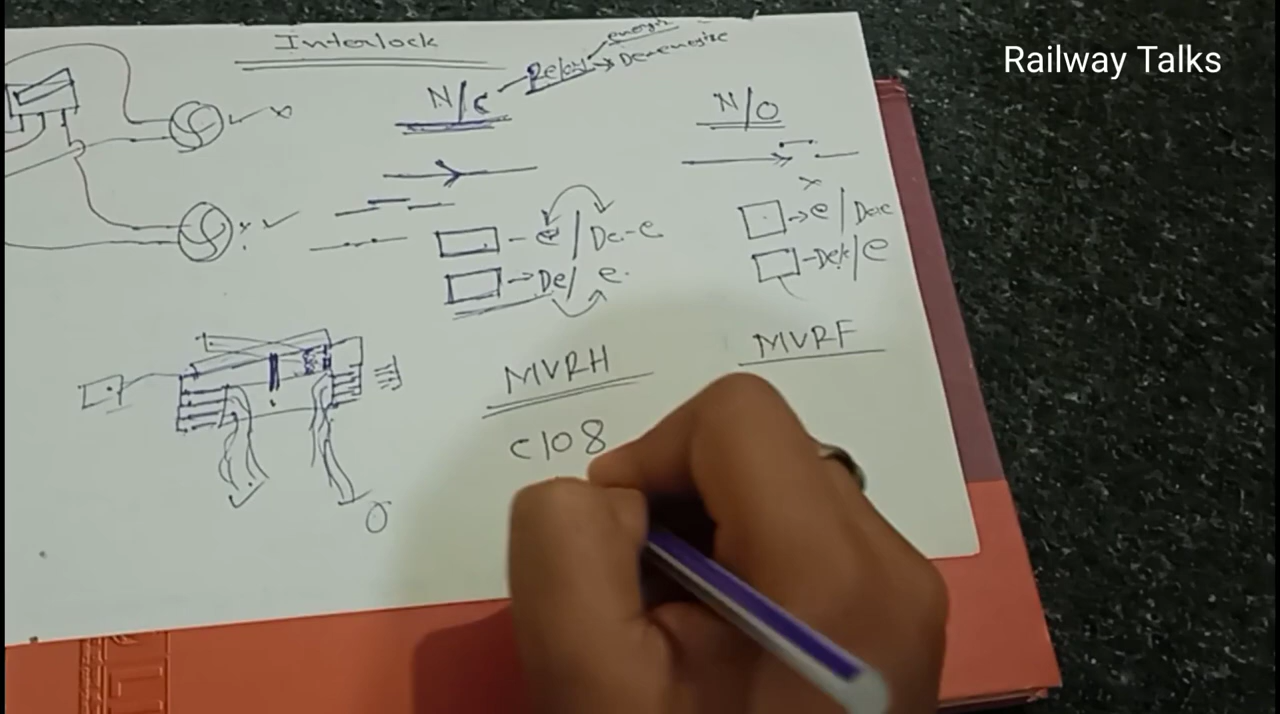 Railway Talks
Interlock
energise
N/C Relay → De-energise
N/O
e / De-e
→ De / e
→ e / De-e
De / e
MVRH
MVRF
C108